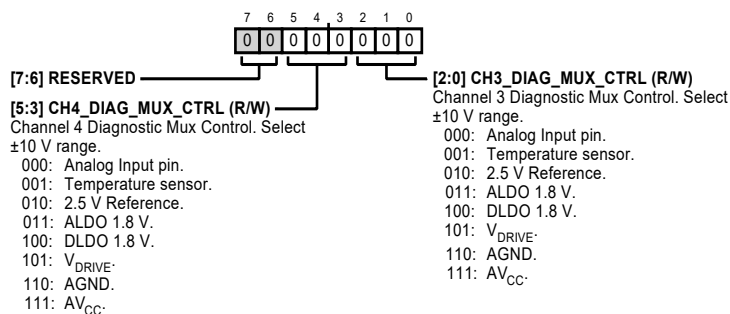 7 6 5 4 3 2 1 0
0 0 0 0 0 0 0 0
[7:6] RESERVED
[5:3] CH4_DIAG_MUX_CTRL (R/W)
Channel 4 Diagnostic Mux Control. Select
±10 V range.
000: Analog Input pin.
001: Temperature sensor.
010: 2.5 V Reference.
011: ALDO 1.8 V.
100: DLDO 1.8 V.
101: VDRIVE.
110: AGND.
111: AVCC.
[2:0] CH3_DIAG_MUX_CTRL (R/W)
Channel 3 Diagnostic Mux Control. Select
±10 V range.
000: Analog Input pin.
001: Temperature sensor.
010: 2.5 V Reference.
011: ALDO 1.8 V.
100: DLDO 1.8 V.
101: VDRIVE.
110: AGND.
111: AVCC.